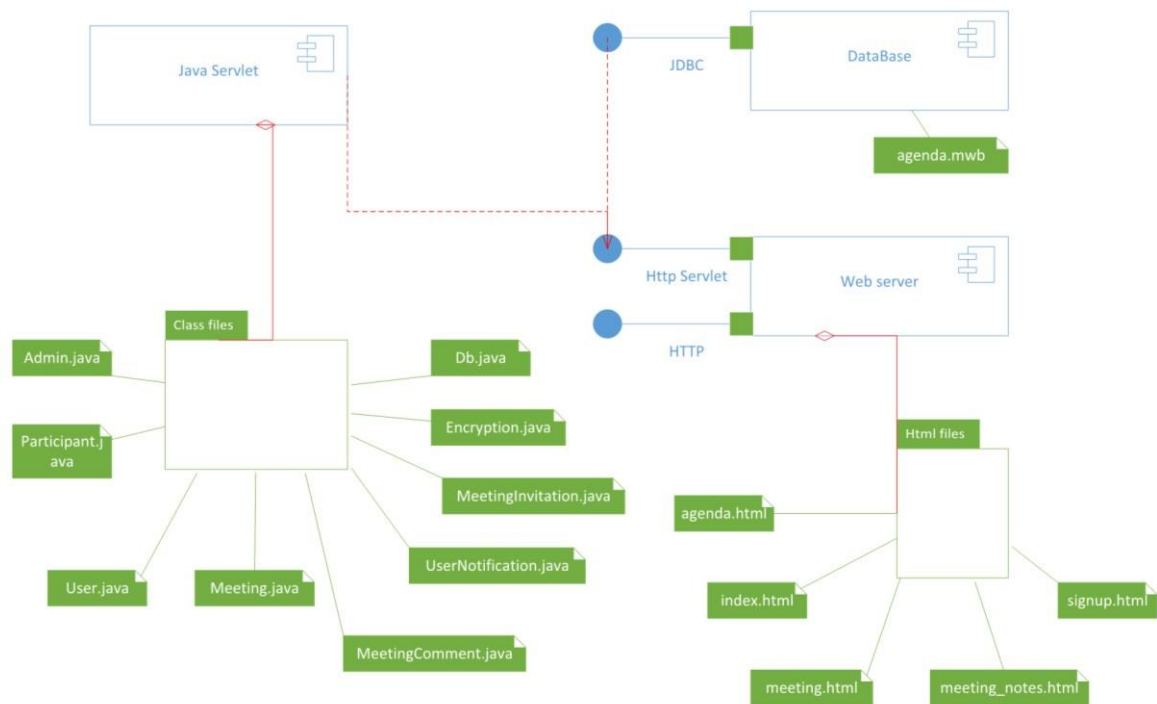 Java Servlet
JDBC
DataBase
agenda.mwb
Http Servlet
Web server
HTTP
Class files
Admin.java
Db.java
Participant.j
ava
Encryption.java
MeetingInvitation.java
UserNotification.java
User.java
Meeting.java
MeetingComment.java
Html files
agenda.html
index.html
signup.html
meeting.html
meeting_notes.html